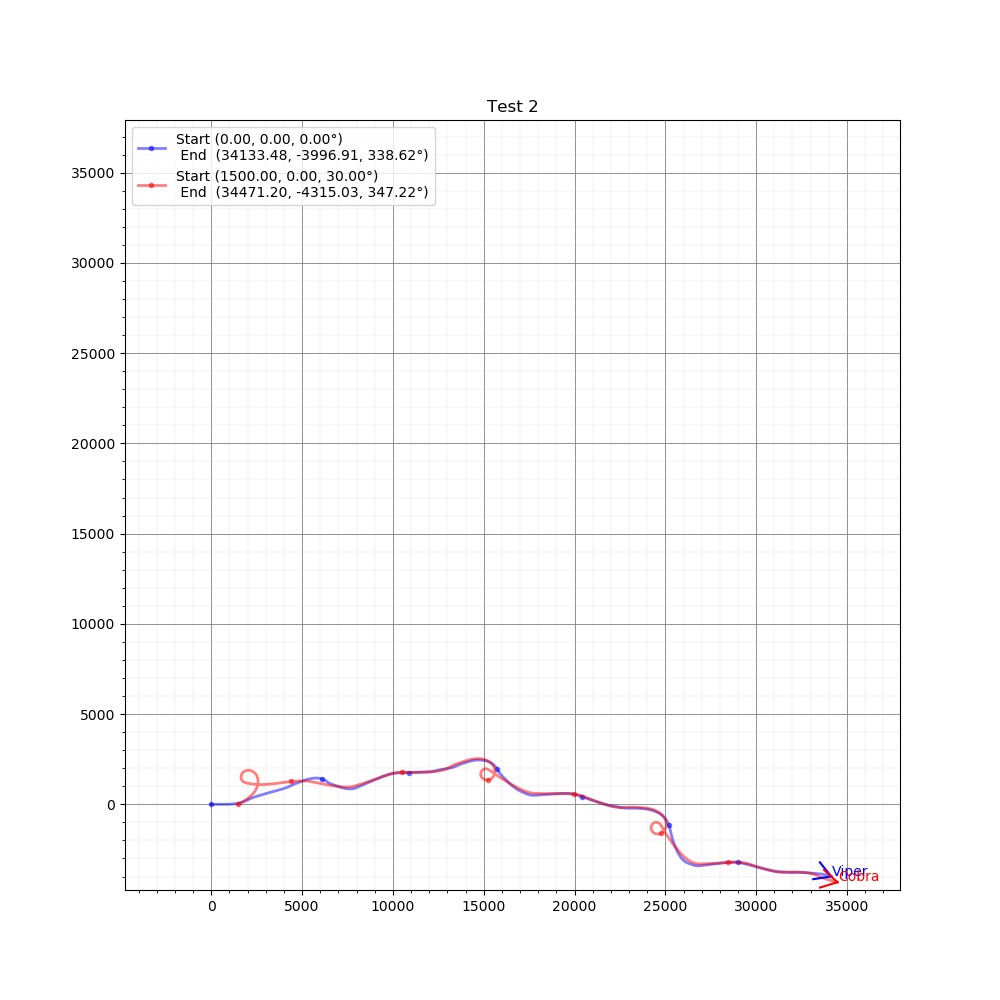 Test 2
Start (0.00, 0.00, 0.00°)
End (34133.48, -3996.91, 338.62°)
Start (1500.00, 0.00, 30.00°)
End (34471.20, -4315.03, 347.22°)
35000
30000
25000
20000
15000
10000
5000
0
Viper
Cobra
0 5000 10000 15000 20000 25000 30000 35000